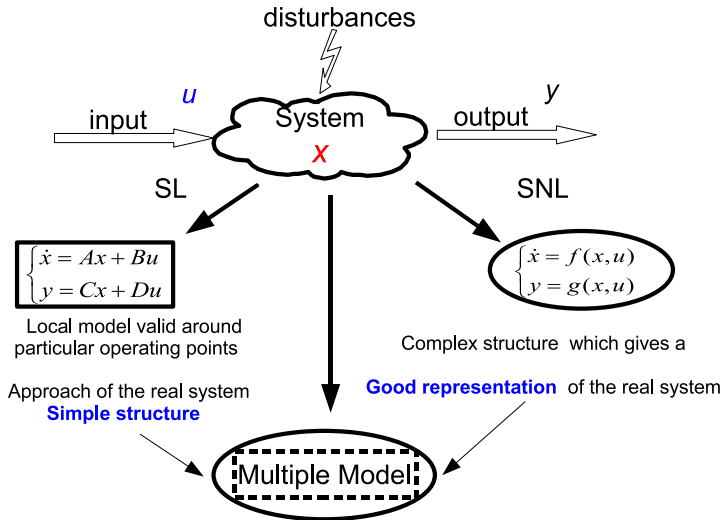 disturbances
u
y
input
System
output
x
SL
SNL
ẋ = Ax + Bu
y = Cx + Du
ẋ = f(x,u)
y = g(x,u)
Local model valid around
particular operating points
Complex structure which gives a
Approach of the real system
Simple structure
Good representation of the real system
Multiple Model